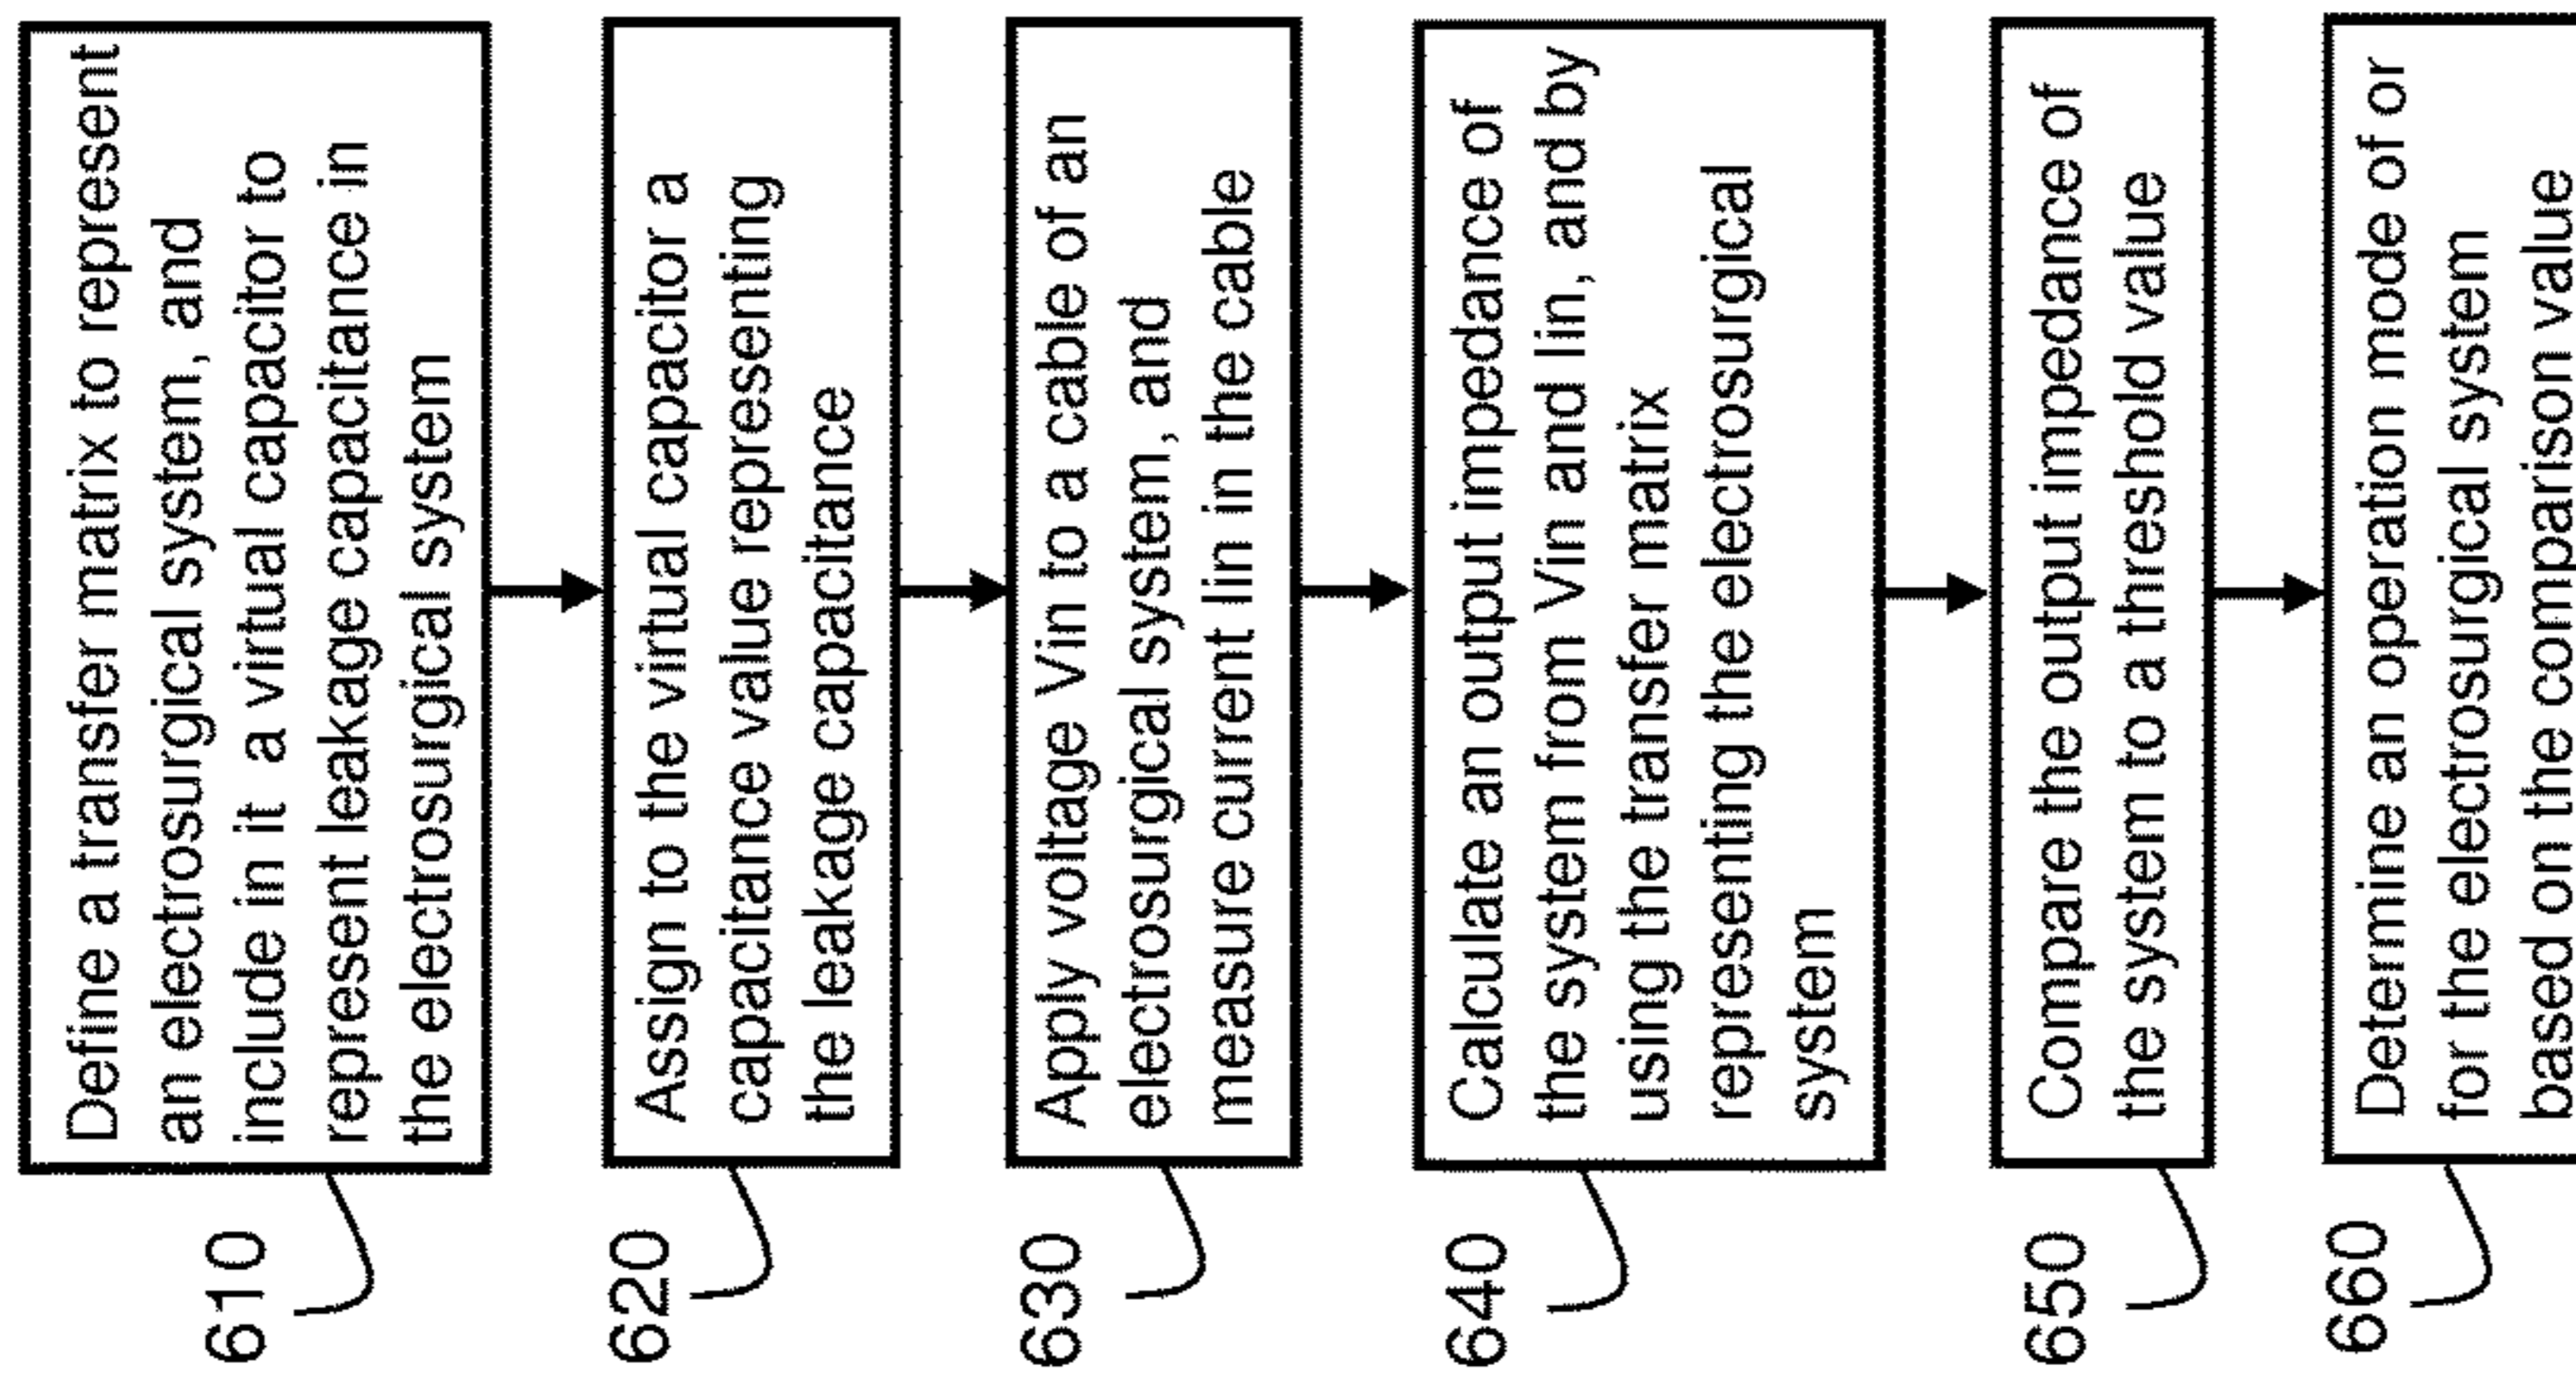 610
Define a transfer matrix to represent
an electrosurgical system, and
include in it a virtual capacitor to
represent leakage capacitance in
the electrosurgical system
620
Assign to the virtual capacitor a
capacitance value representing
the leakage capacitance
630
Apply voltage Vin to a cable of an
electrosurgical system, and
measure current Iin in the cable
640
Calculate an output impedance of
the system from Vin and Iin, and by
using the transfer matrix
representing the electrosurgical
system
650
Compare the output impedance of
the system to a threshold value
660
Determine an operation mode of or
for the electrosurgical system
based on the comparison value